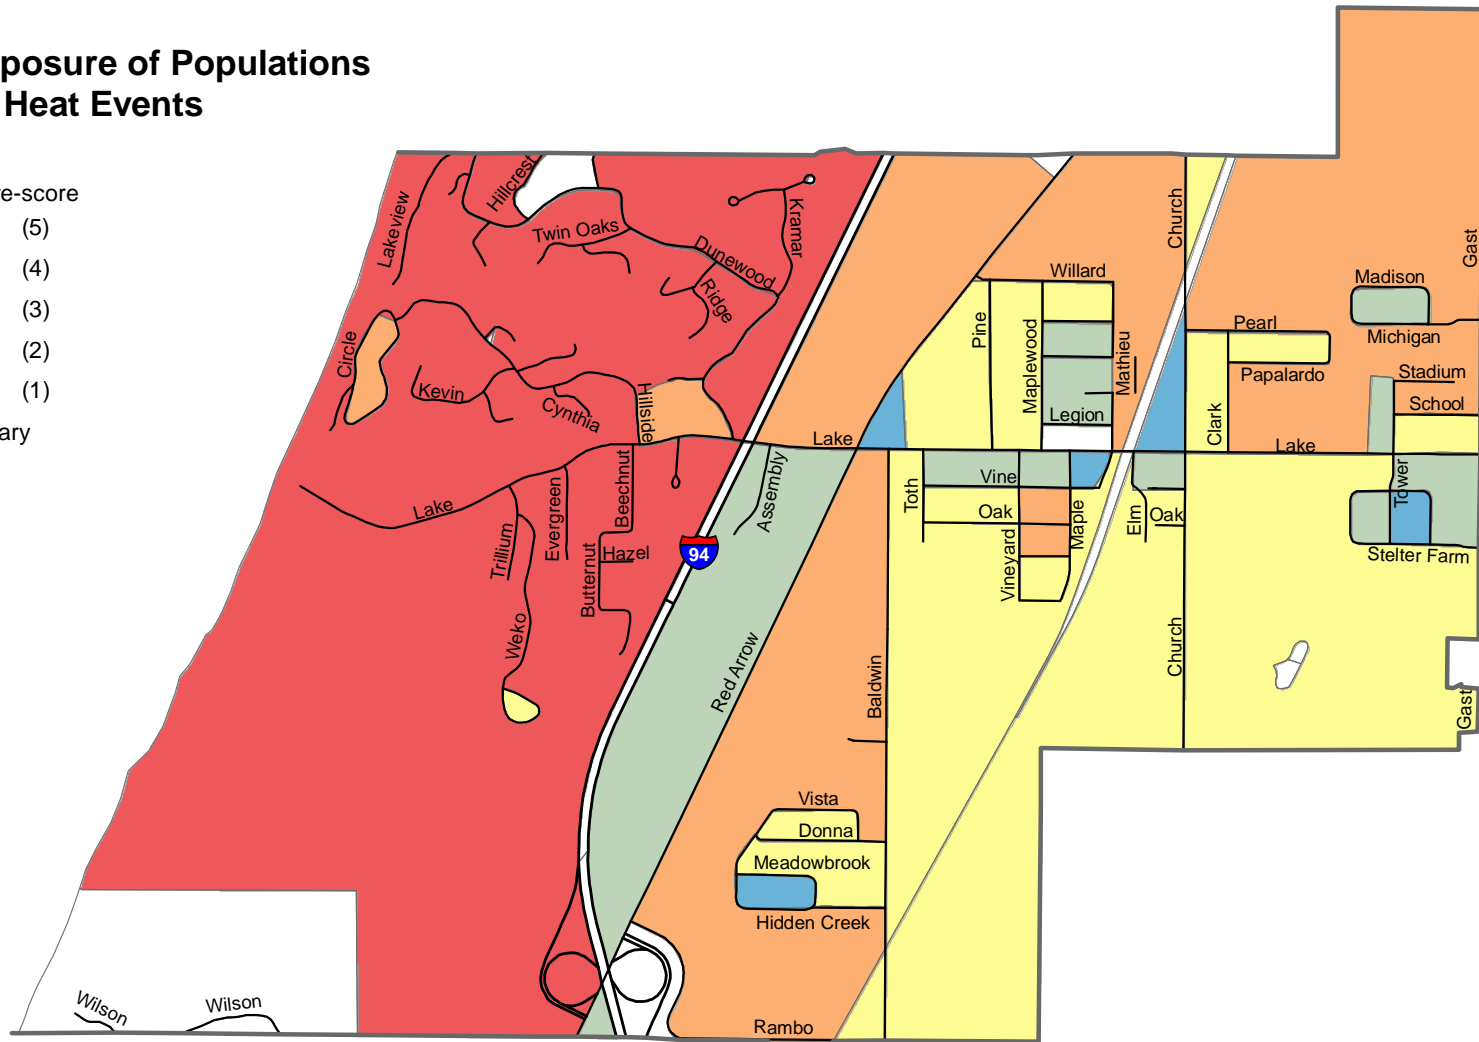 posure of Populations
Heat Events
re-score
(5)
(4)
(3)
(2)
(1)
ary
Lakeview
Hillcrest
Twin Oaks
Dunewood
Kramar
Ridge
Circle
Kevin
Cynthia
Hillside
Lake
Church
Gast
Willard
Madison
Michigan
Pearl
Papalardo
Stadium
School
Pine
Maplewood
Mathieu
Legion
Clark
Lake
Lake
Trillium
Evergreen
Beechnut
Butternut
Hazel
Weko
Assembly
94
Red Arrow
Toth
Vine
Oak
Vineyard
Maple
Elm
Oak
Tower
Stelter Farm
Church
Gast
Baldwin
Vista
Donna
Meadowbrook
Hidden Creek
Wilson
Wilson
Rambo